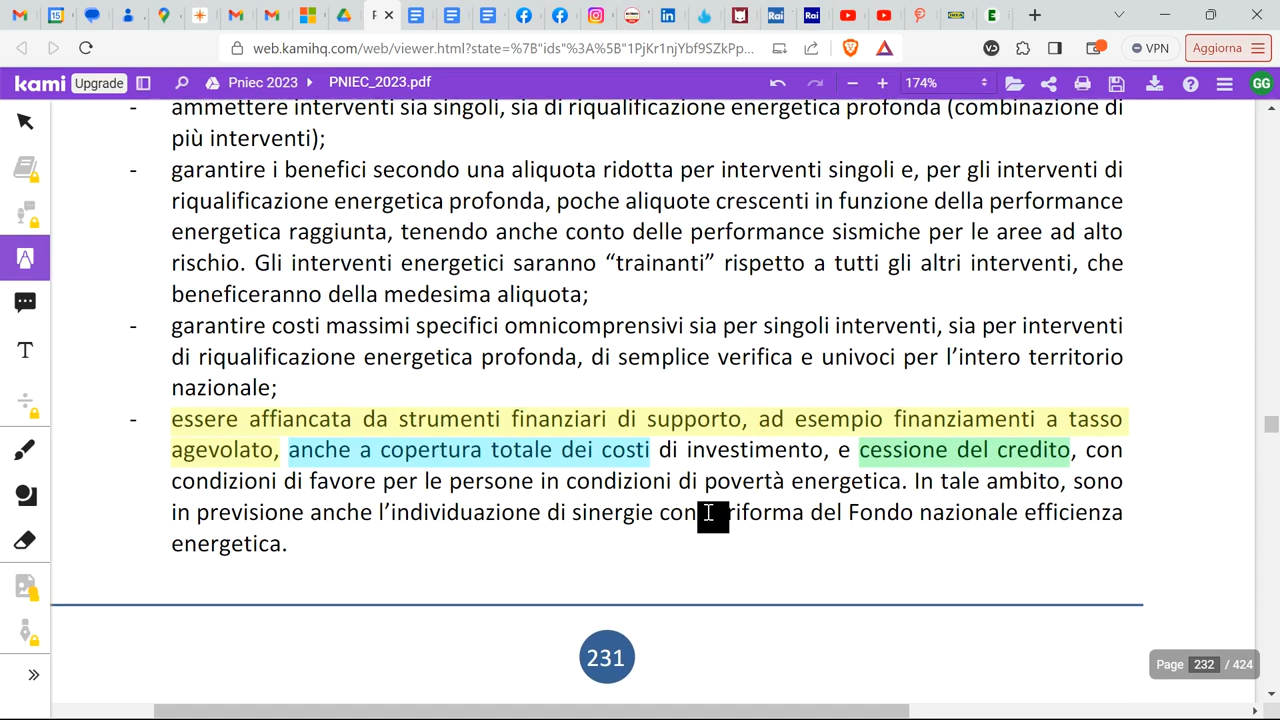 web.kamihq.com/web/viewer.html?state=%7B"ids"%3A%5B"1PjKr1njYbf9SZkPp...
VPN
Aggiorna
kami Upgrade
Pniec 2023
PNIEC_2023.pdf
174%
GG
- ammettere interventi sia singoli, sia di riqualificazione energetica profonda (combinazione di
più interventi);
- garantire i benefici secondo una aliquota ridotta per interventi singoli e, per gli interventi di
riqualificazione energetica profonda, poche aliquote crescenti in funzione della performance
energetica raggiunta, tenendo anche conto delle performance sismiche per le aree ad alto
rischio. Gli interventi energetici saranno “trainanti” rispetto a tutti gli altri interventi, che
beneficeranno della medesima aliquota;
- garantire costi massimi specifici omnicomprensivi sia per singoli interventi, sia per interventi
di riqualificazione energetica profonda, di semplice verifica e univoci per l’intero territorio
nazionale;
- essere affiancata da strumenti finanziari di supporto, ad esempio finanziamenti a tasso
agevolato, anche a copertura totale dei costi di investimento, e cessione del credito, con
condizioni di favore per le persone in condizioni di povertà energetica. In tale ambito, sono
in previsione anche l’individuazione di sinergie con riforma del Fondo nazionale efficienza
energetica.
231
Page 232 / 424